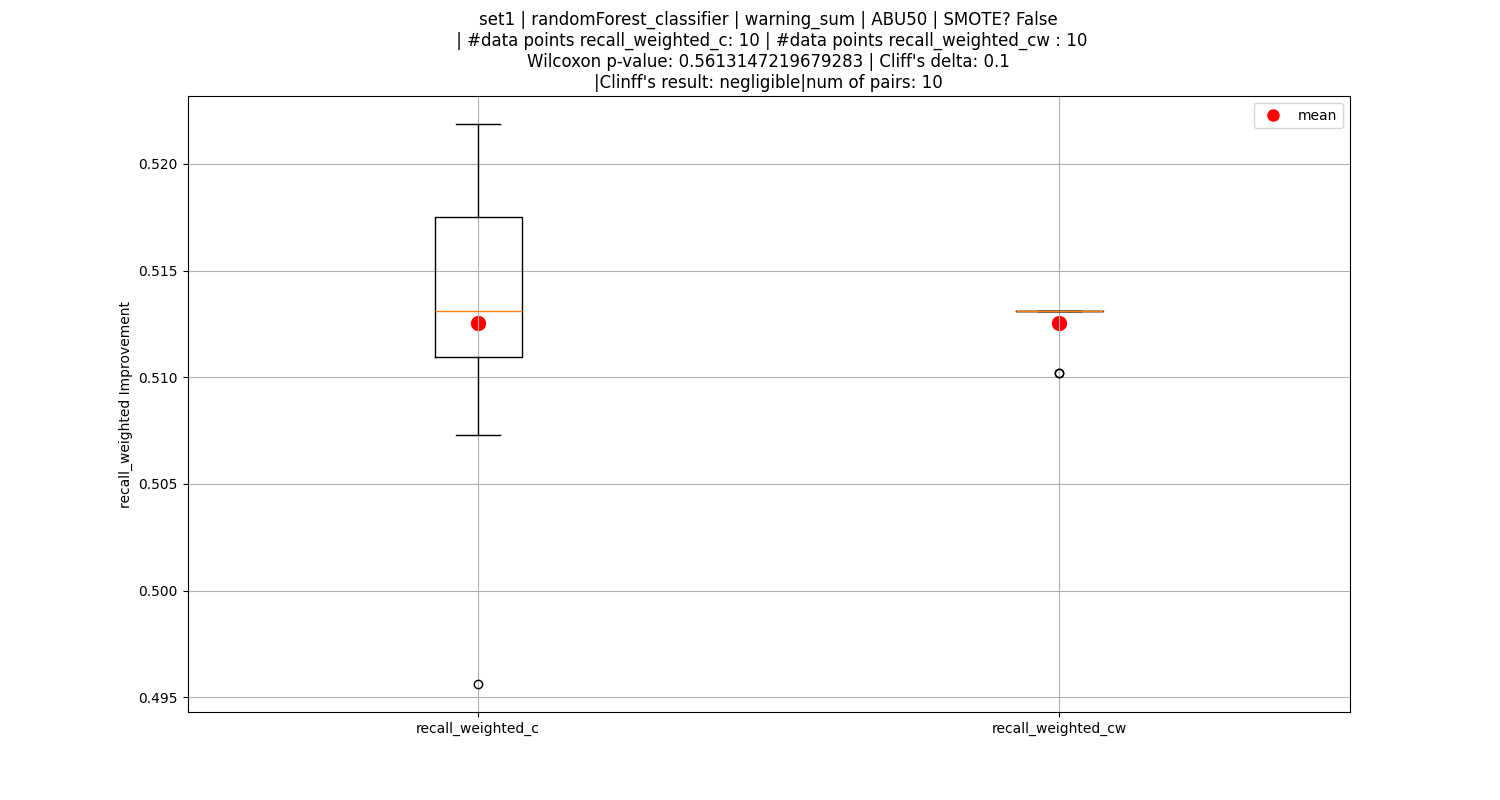 set1 | randomForest_classifier | warning_sum | ABU50 | SMOTE? False
| #data points recall_weighted_c: 10 | #data points recall_weighted_cw : 10
Wilcoxon p-value: 0.5613147219679283 | Cliff's delta: 0.1
|Clinff's result: negligible|num of pairs: 10
mean
recall_weighted Improvement
0.520
0.515
0.510
0.505
0.500
0.495
recall_weighted_c
recall_weighted_cw